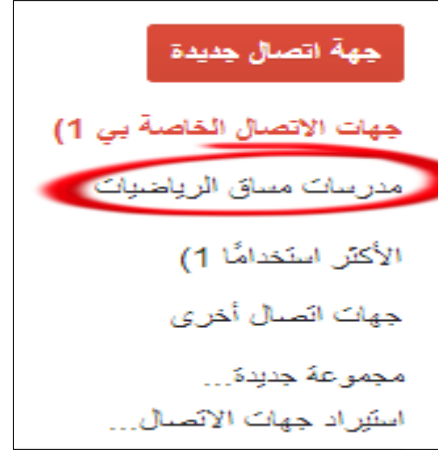 جهة اتصال جديدة
جهات الاتصال الخاصة بي 1)
مدرسات مساق الرياضيات
الأكثر استخدامًا 1)
جهات اتصال أخرى
مجموعة جديدة...
استيراد جهات الاتصال...